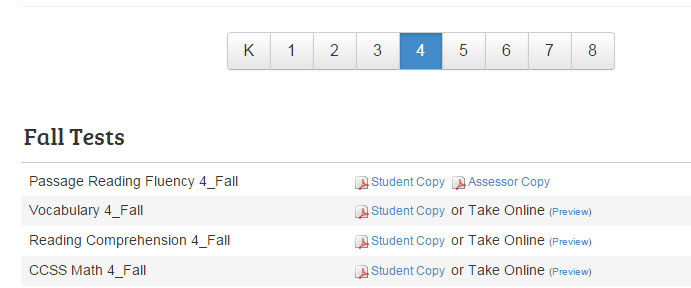 K 1 2 3 4 5 6 7 8
Fall Tests
Passage Reading Fluency 4_Fall Student Copy Assessor Copy
Vocabulary 4_Fall Student Copy or Take Online (Preview)
Reading Comprehension 4_Fall Student Copy or Take Online (Preview)
CCSS Math 4_Fall Student Copy or Take Online (Preview)